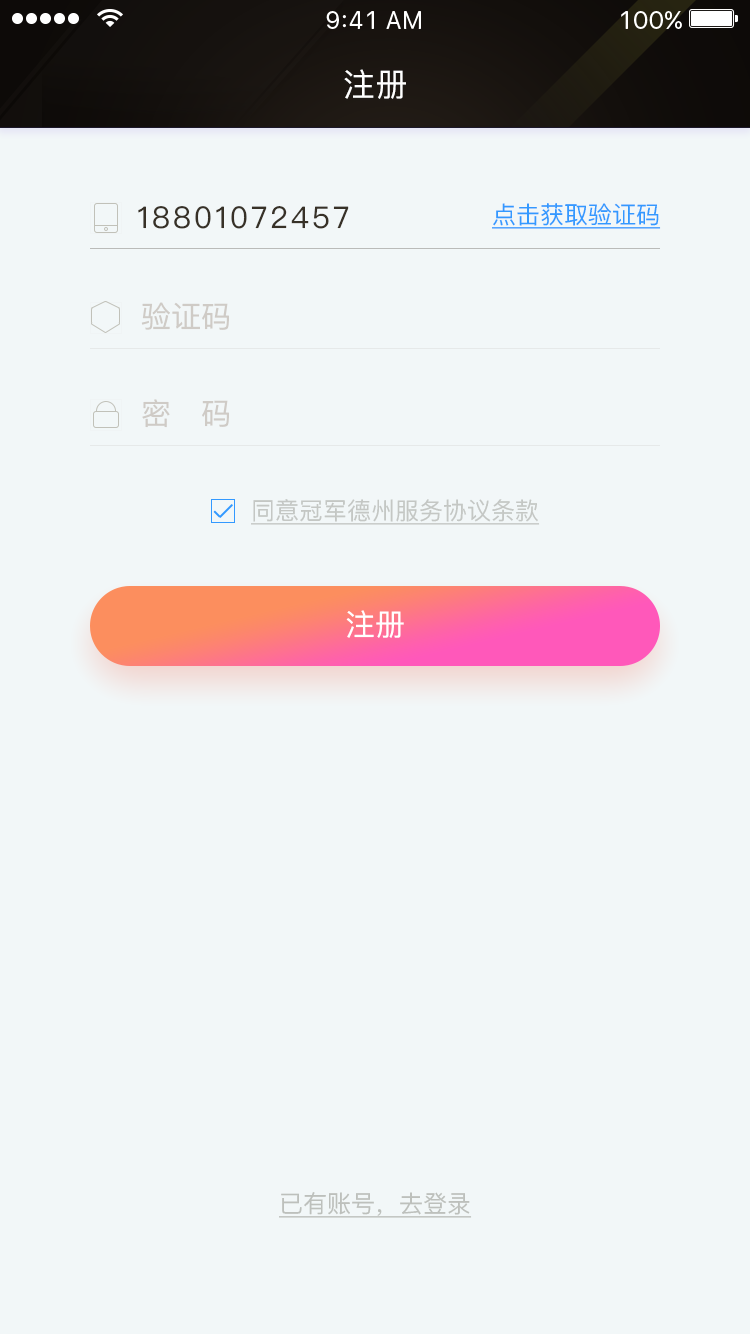 9:41 AM
100%
注册
18801072457
点击获取验证码
验证码
密 码
同意冠军德州服务协议条款
注册
已有账号，去登录